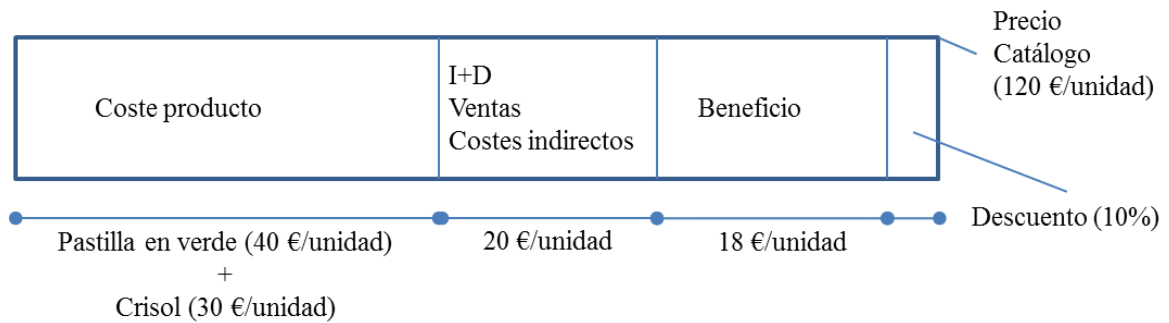 Precio
Catálogo
(120 €/unidad)
Coste producto
I+D
Ventas
Costes indirectos
Beneficio
Descuento (10%)
Pastilla en verde (40 €/unidad)
+
Crisol (30 €/unidad)
20 €/unidad
18 €/unidad